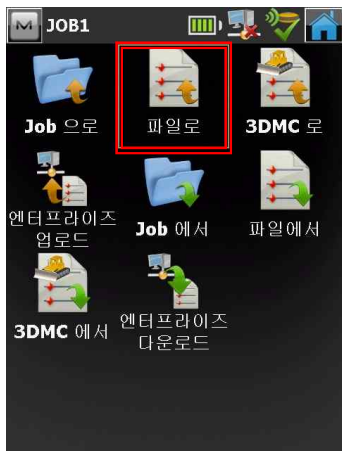 JOB1
Job 으로
파일로
3DMC 로
엔터프라이즈
업로드
Job 에서
파일에서
3DMC 에서
엔터프라이즈
다운로드